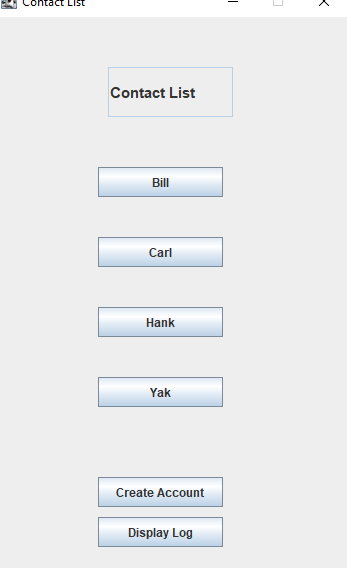 Contact List
Contact List
Bill
Carl
Hank
Yak
Create Account
Display Log